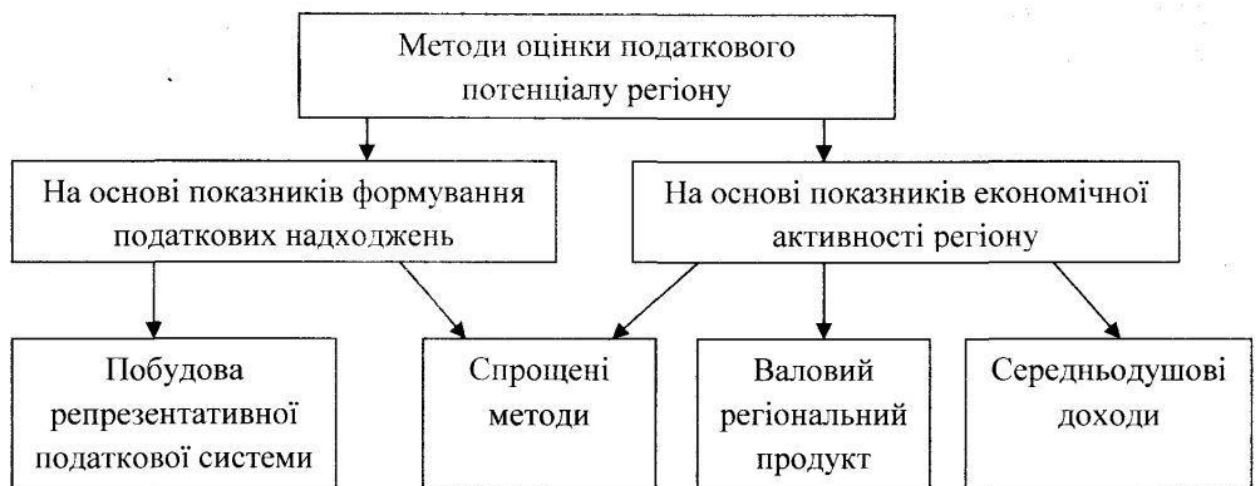 Методи оцінки податкового
потенціалу регіону
На основі показників формування
податкових надходжень
На основі показників економічної
активності регіону
Побудова
репрезентативної
податкової системи
Спрощені
методи
Валовий
регіональний
продукт
Середньодушові
доходи